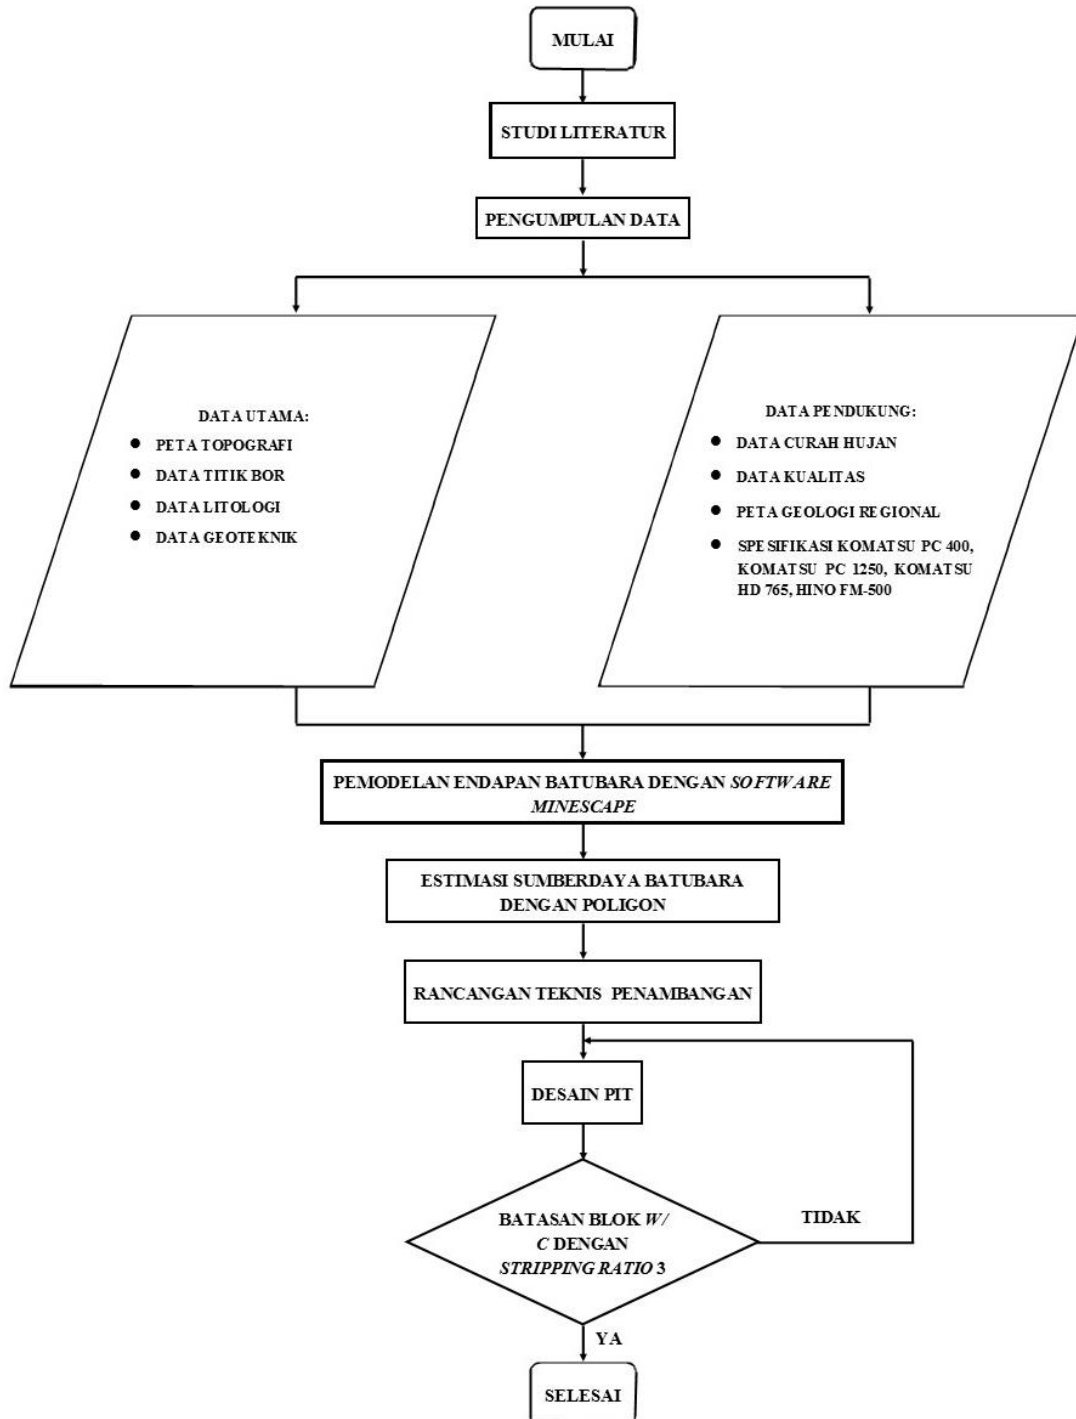 MULAI
STUDI LITERATUR
PENGUMPULAN DATA
DATA UTAMA:
● PETA TOPOGRAFI
● DATA TITIK BOR
● DATA LITOLOGI
● DATA GEOTEKNIK
DATA PENDUKUNG:
● DATA CURAH HUJAN
● DATA KUALITAS
● PETA GEOLOGI REGIONAL
● SPESIFIKASI KOMATSU PC 400,
KOMATSU PC 1250, KOMATSU
HD 765, HINO FM-500
PEMODELAN ENDAPAN BATUBARA DENGAN SOFTWARE
MINESCAPE
ESTIMASI SUMBERDAYA BATUBARA
DENGAN POLIGON
RANCANGAN TEKNIS PENAMBANGAN
DESAIN PIT
BATASAN BLOK W/
C DENGAN
STRIPPING RATIO 3
TIDAK
YA
SELESAI